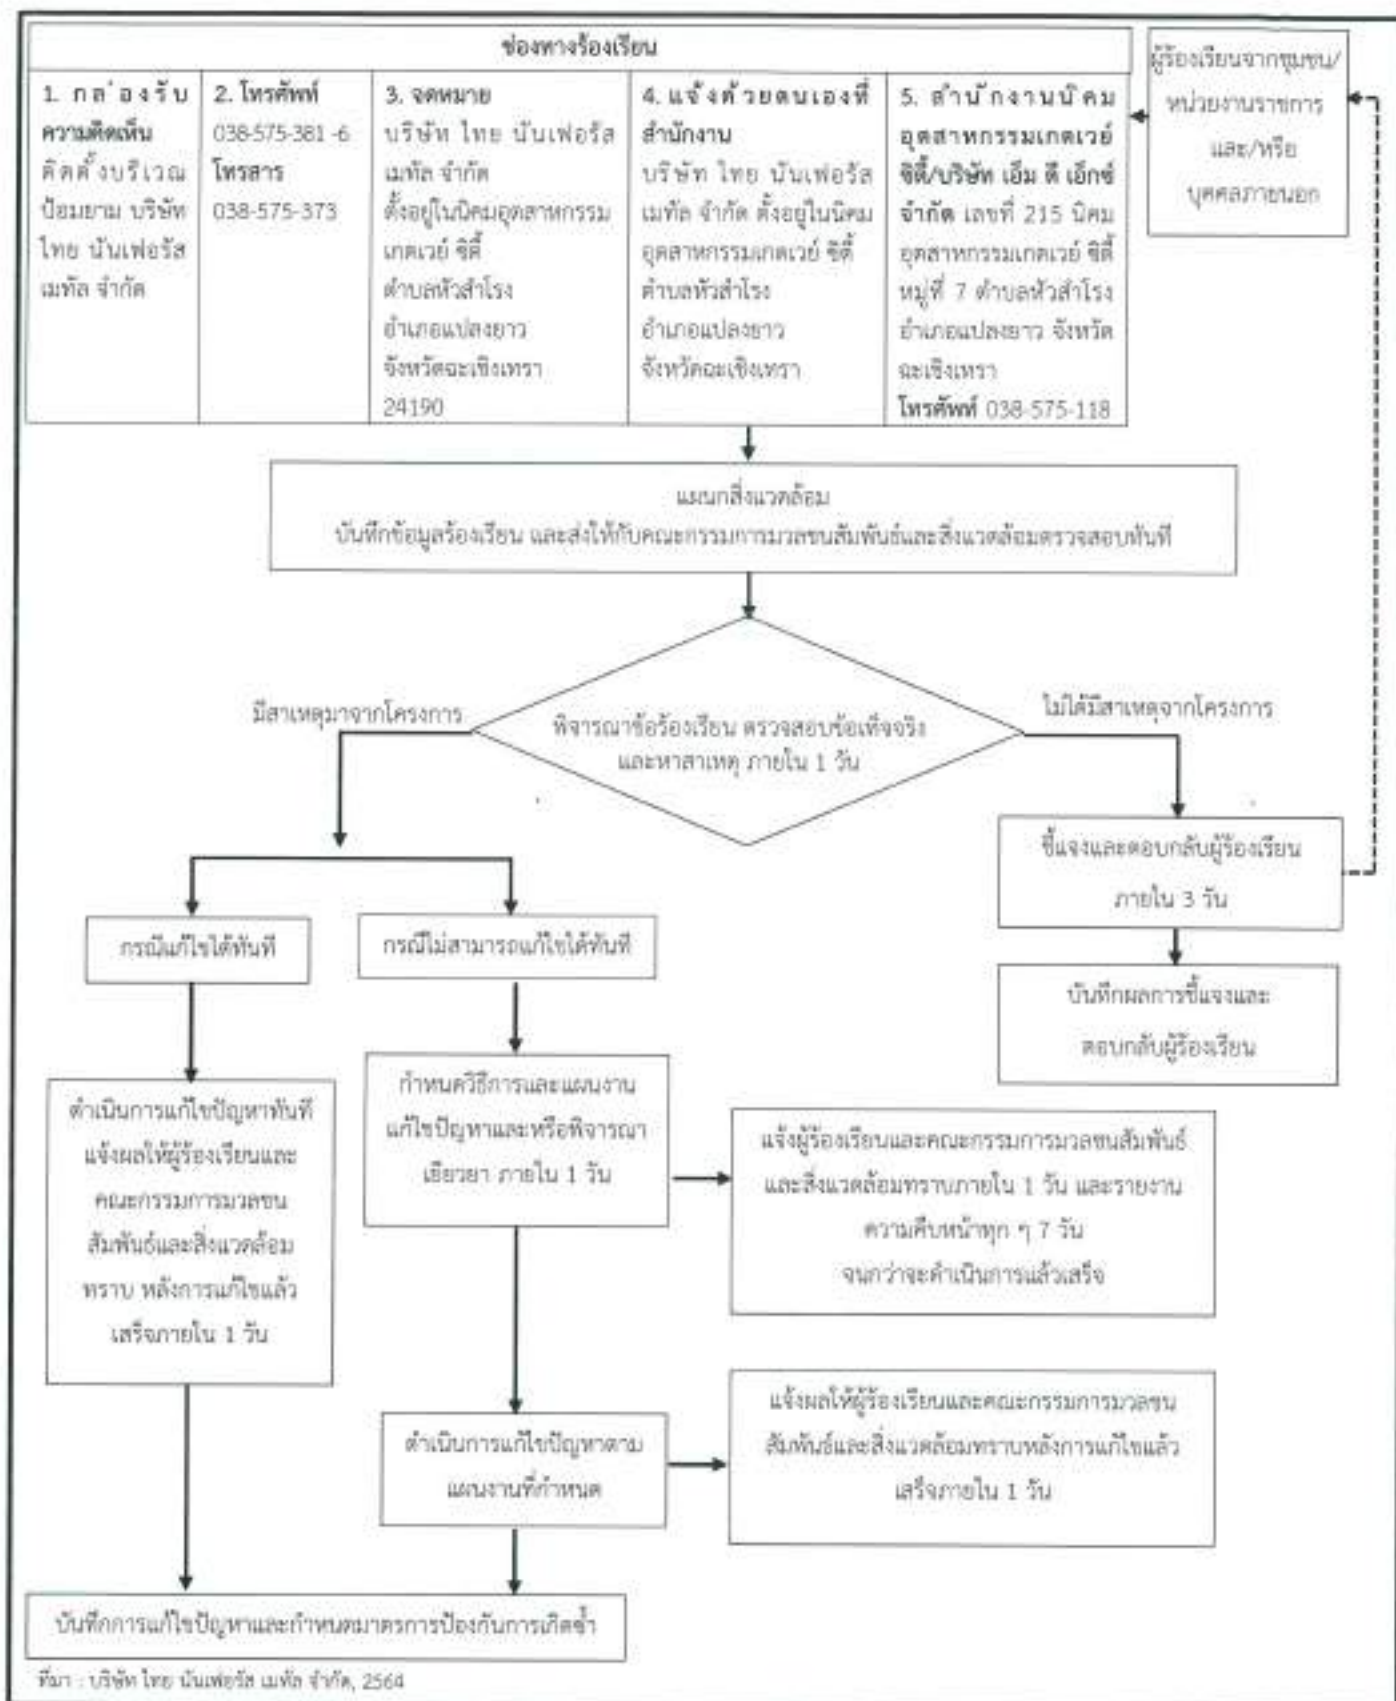 ช่องทางร้องเรียน
1. กล่องรับ
ความคิดเห็น
ติดตั้งบริเวณ
ป้อมยาม บริษัท
ไทย นันเฟอรัส
เมทัล จำกัด
2. โทรศัพท์
038-575-381 -6
โทรสาร
038-575-373
3. จดหมาย
บริษัท ไทย นันเฟอรัส
เมทัล จำกัด
ตั้งอยู่ในนิคมอุตสาหกรรม
เกตเวย์ ซิตี้
ตำบลหัวสำโรง
อำเภอแปลงยาว
จังหวัดฉะเชิงเทรา
24190
4. แจ้งด้วยตนเองที่
สำนักงาน
บริษัท ไทย นันเฟอรัส
เมทัล จำกัด ตั้งอยู่ในนิคม
อุตสาหกรรมเกตเวย์ ซิตี้
ตำบลหัวสำโรง
อำเภอแปลงยาว
จังหวัดฉะเชิงเทรา
5. สำนักงานนิคม
อุตสาหกรรมเกตเวย์
ซิตี้/บริษัท เอ็ม ดี เอ็กซ์
จำกัด เลขที่ 215 นิคม
อุตสาหกรรมเกตเวย์ ซิตี้
หมู่ที่ 7 ตำบลหัวสำโรง
อำเภอแปลงยาว จังหวัด
ฉะเชิงเทรา
โทรศัพท์ 038-575-118
ผู้ร้องเรียนจากชุมชน/
หน่วยงานราชการ
และ/หรือ
บุคคลภายนอก
แผนกสิ่งแวดล้อม
บันทึกข้อมูลร้องเรียน และส่งให้กับคณะกรรมการมวลชนสัมพันธ์และสิ่งแวดล้อมตรวจสอบทันที
มีสาเหตุมาจากโครงการ
พิจารณาข้อร้องเรียน ตรวจสอบข้อเท็จจริง
และหาสาเหตุ ภายใน 1 วัน
ไม่ได้มีสาเหตุจากโครงการ
ชี้แจงและตอบกลับผู้ร้องเรียน
ภายใน 3 วัน
กรณีแก้ไขได้ทันที
กรณีไม่สามารถแก้ไขได้ทันที
บันทึกผลการชี้แจงและ
ตอบกลับผู้ร้องเรียน
ดำเนินการแก้ไขปัญหาทันที
แจ้งผลให้ผู้ร้องเรียนและ
คณะกรรมการมวลชน
สัมพันธ์และสิ่งแวดล้อม
ทราบ หลังการแก้ไขแล้ว
เสร็จภายใน 1 วัน
กำหนดวิธีการและแผนงาน
แก้ไขปัญหาและหรือพิจารณา
เยียวยา ภายใน 1 วัน
แจ้งผู้ร้องเรียนและคณะกรรมการมวลชนสัมพันธ์
และสิ่งแวดล้อมทราบภายใน 1 วัน และรายงาน
ความคืบหน้าทุก ๆ 7 วัน
จนกว่าจะดำเนินการแล้วเสร็จ
ดำเนินการแก้ไขปัญหาตาม
แผนงานที่กำหนด
แจ้งผลให้ผู้ร้องเรียนและคณะกรรมการมวลชน
สัมพันธ์และสิ่งแวดล้อมทราบหลังการแก้ไขแล้ว
เสร็จภายใน 1 วัน
บันทึกการแก้ไขปัญหาและกำหนดมาตรการป้องกันการเกิดซ้ำ
ที่มา : บริษัท ไทย นันเฟอรัส เมทัล จำกัด, 2564